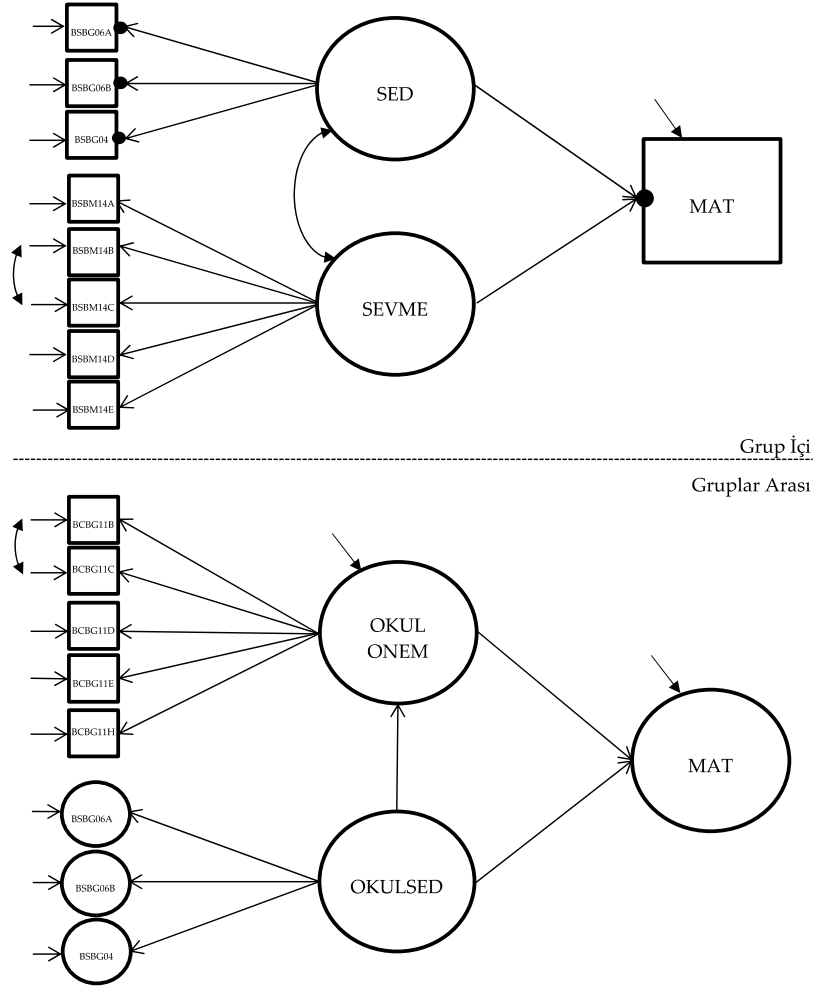 BSBG06A
BSBG06B
BSBG04
SED
MAT
BSBM14A
BSBM14B
BSBM14C
BSBM14D
BSBM14E
SEVME
Grup İçi
Gruplar Arası
BCBG11B
BCBG11C
BCBG11D
BCBG11E
BCBG11H
OKUL
ONEM
MAT
BSBG06A
BSBG06B
BSBG04
OKULSED